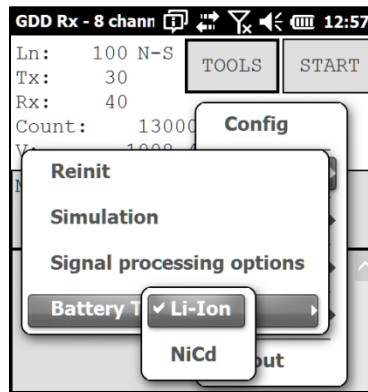 GDD Rx - 8 chann 12:57
Ln: 100 N-S
Tx: 30
Rx: 40
Count: 13000
TOOLS
START
Config
Reinit
Simulation
Signal processing options
Battery T
Li-Ion
NiCd
out